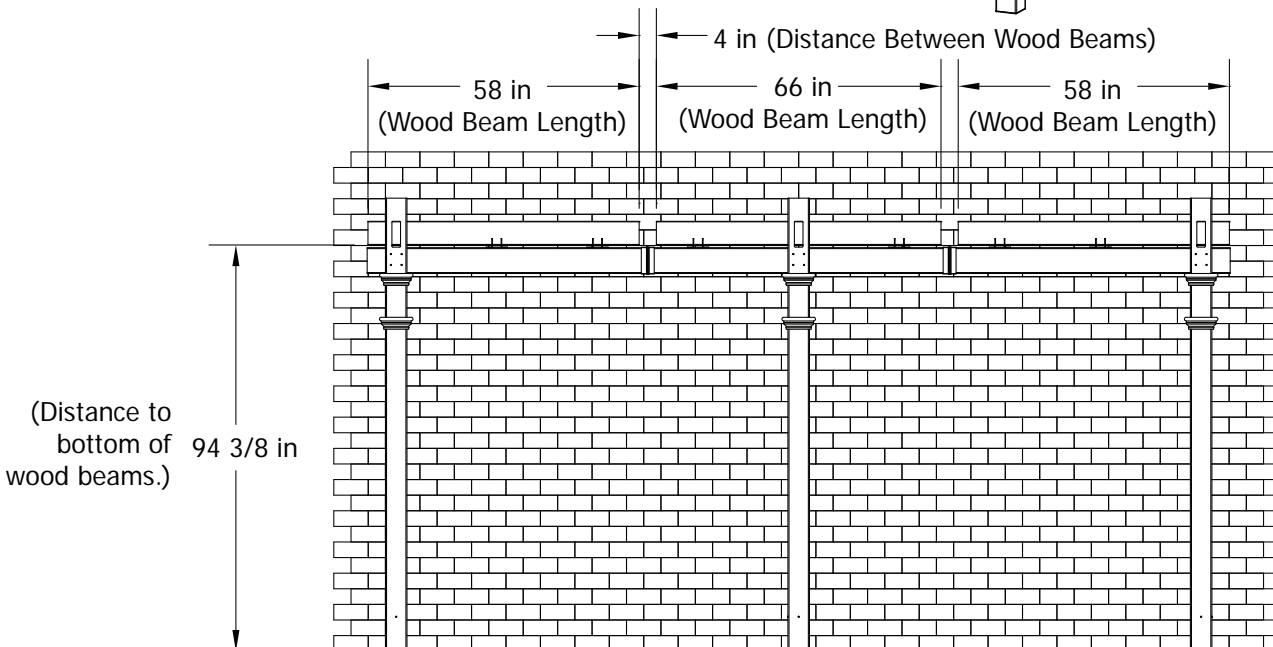 4 in (Distance Between Wood Beams)
58 in
(Wood Beam Length)
66 in
(Wood Beam Length)
58 in
(Wood Beam Length)
(Distance to
bottom of
wood beams.)
94 3/8 in